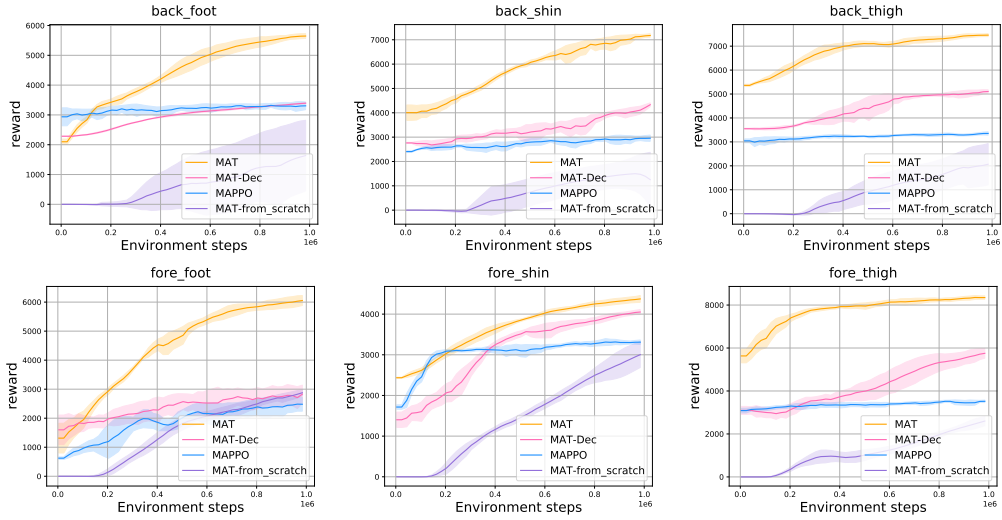 back_foot
reward
6000
5000
4000
3000
2000
1000
0
0.0 0.2 0.4 0.6 0.8 1.0
1e6
Environment steps
MAT
MAT-Dec
MAPPO
MAT-from_scratch
back_shin
reward
7000
6000
5000
4000
3000
2000
1000
0
0.0 0.2 0.4 0.6 0.8 1.0
1e6
Environment steps
MAT
MAT-Dec
MAPPO
MAT-from_scratch
back_thigh
reward
7000
6000
5000
4000
3000
2000
1000
0
0.0 0.2 0.4 0.6 0.8 1.0
1e6
Environment steps
MAT
MAT-Dec
MAPPO
MAT-from_scratch
fore_foot
reward
6000
5000
4000
3000
2000
1000
0
0.0 0.2 0.4 0.6 0.8 1.0
1e6
Environment steps
MAT
MAT-Dec
MAPPO
MAT-from_scratch
fore_shin
reward
4000
3000
2000
1000
0
0.0 0.2 0.4 0.6 0.8 1.0
1e6
Environment steps
MAT
MAT-Dec
MAPPO
MAT-from_scratch
fore_thigh
reward
8000
6000
4000
2000
0
0.0 0.2 0.4 0.6 0.8 1.0
1e6
Environment steps
MAT
MAT-Dec
MAPPO
MAT-from_scratch